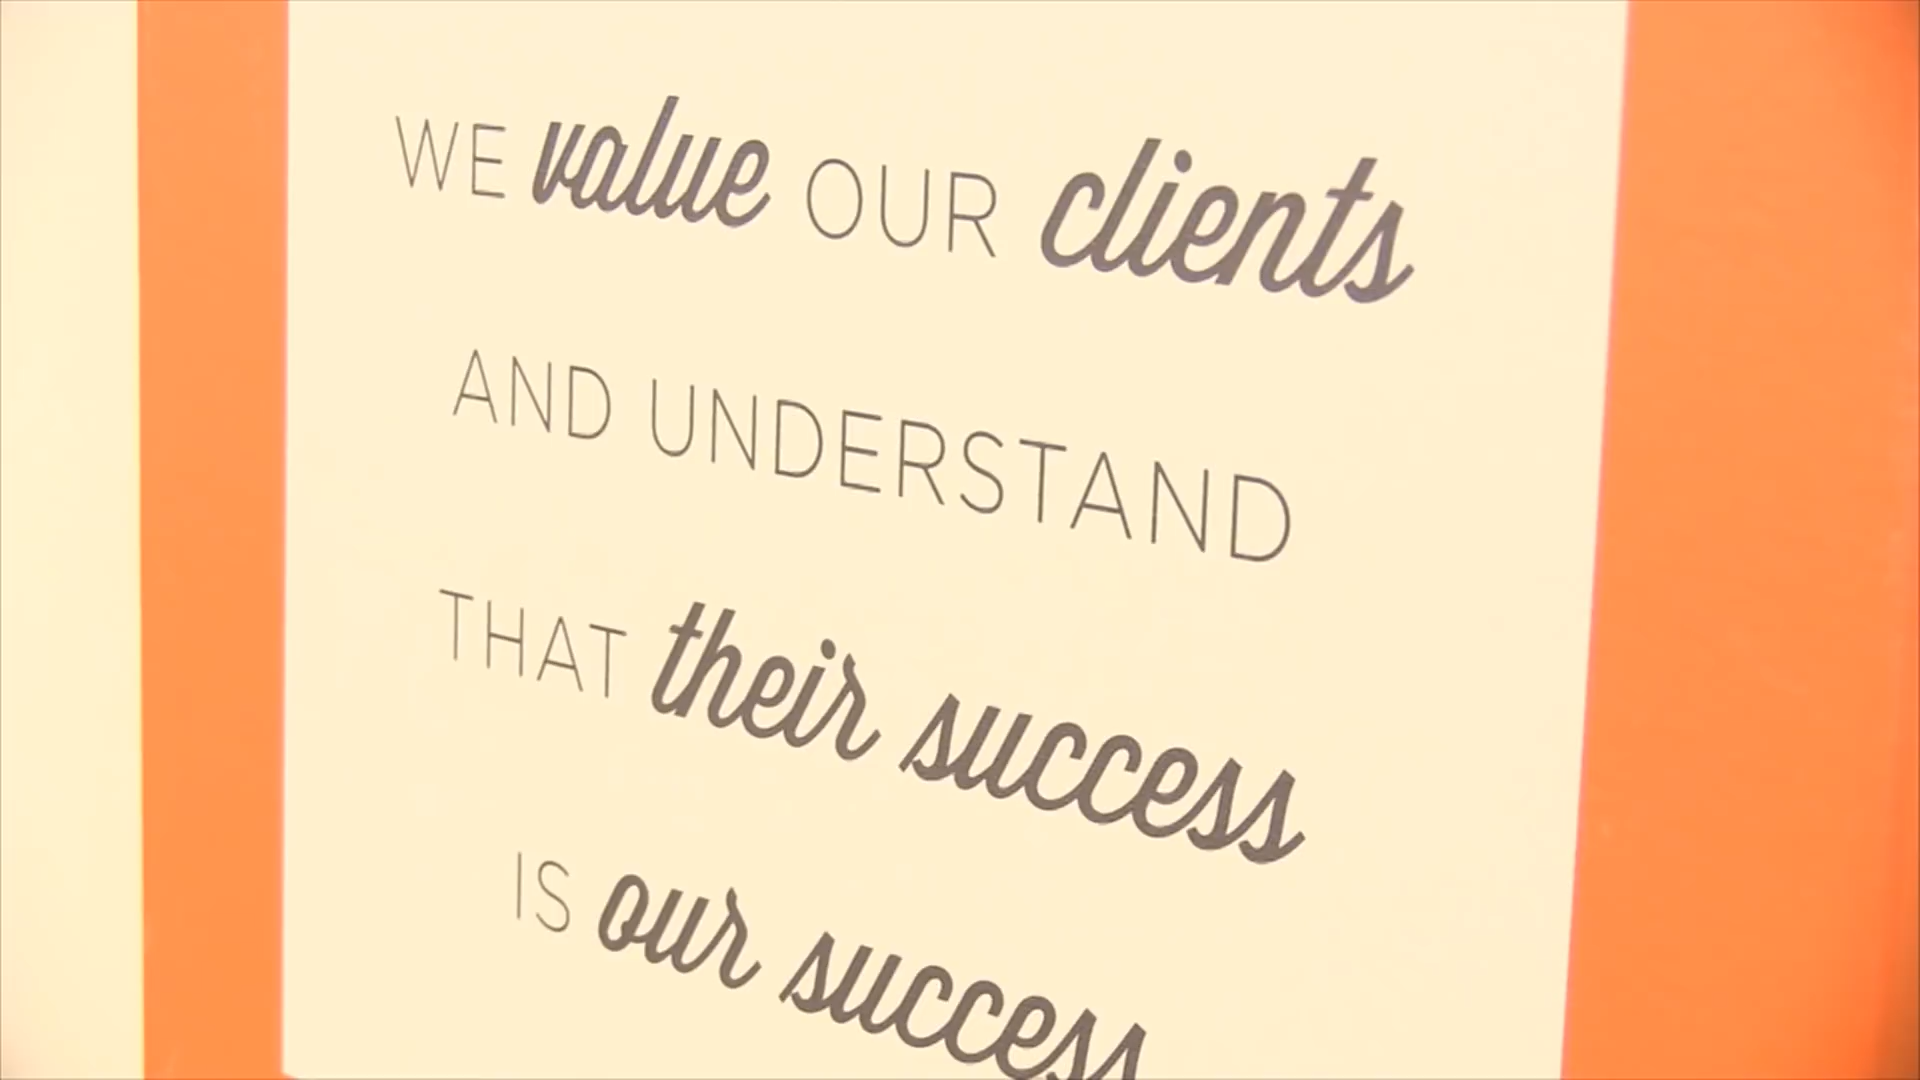 WE value OUR clients
AND UNDERSTAND
THAT their success
IS our success